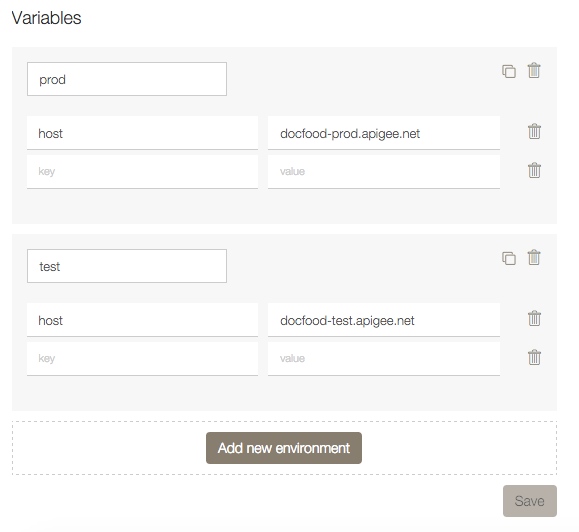 Variables
prod
host docfood-prod.apigee.net
key value
test
host docfood-test.apigee.net
key value
Add new environment
Save